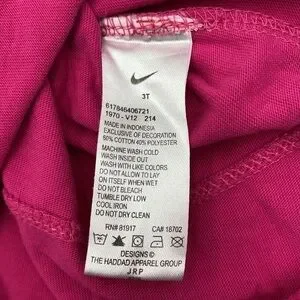 3T
617846406721
1970 - V12 214
MADE IN INDONESIA
EXCLUSIVE OF DECORATION
60% COTTON 40% POLYESTER
MACHINE WASH COLD
WASH INSIDE OUT
WASH WITH LIKE COLORS
DO NOT ALLOW TO LAY
ON ITSELF WHEN WET
DO NOT BLEACH
TUMBLE DRY LOW
COOL IRON
DO NOT DRY CLEAN
RN# 81917 CA# 18702
DESIGNS ©
THE HADDAD APPAREL GROUP
J R P